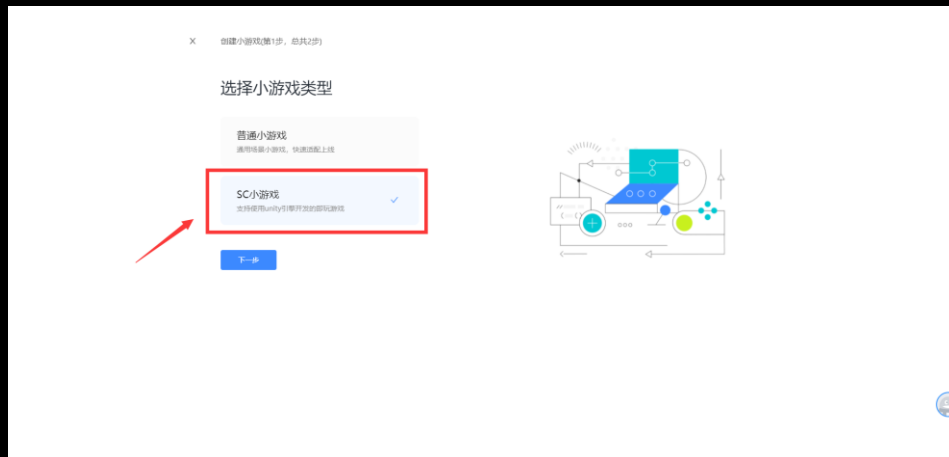 创建小游戏(第1步，总共2步)
选择小游戏类型
普通小游戏
通用场景小游戏，快速适配上线
SC小游戏
支持使用unity引擎开发的即玩游戏
下一步